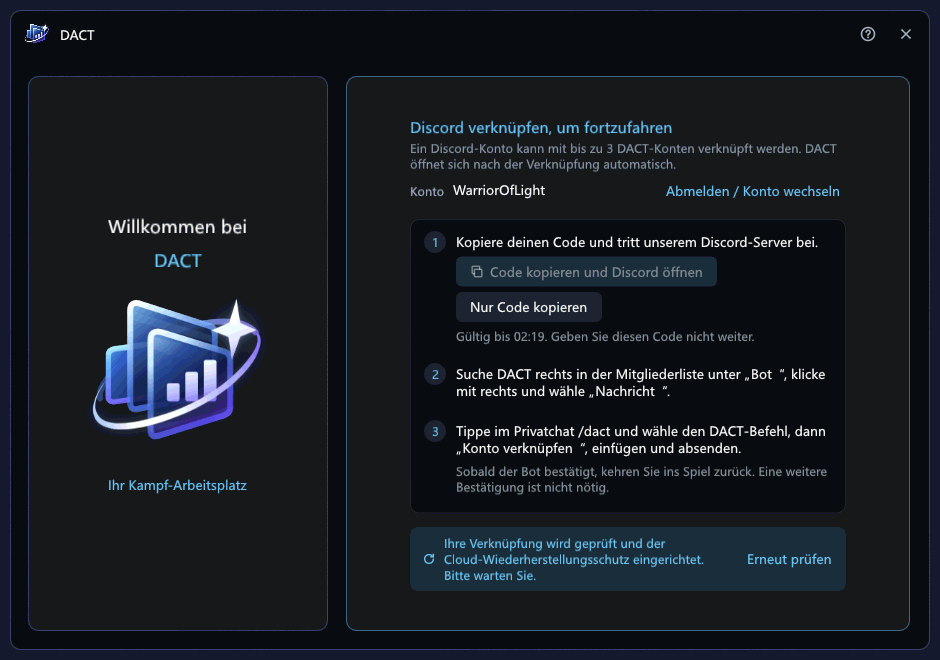 DACT
Willkommen bei
DACT
Ihr Kampf-Arbeitsplatz
Discord verknüpfen, um fortzufahren
Ein Discord-Konto kann mit bis zu 3 DACT-Konten verknüpft werden. DACT
öffnet sich nach der Verknüpfung automatisch.
Konto WarriorOfLight
Abmelden / Konto wechseln
1 Kopiere deinen Code und tritt unserem Discord-Server bei.
Code kopieren und Discord öffnen
Nur Code kopieren
Gültig bis 02:19. Geben Sie diesen Code nicht weiter.
2 Suche DACT rechts in der Mitgliederliste unter „Bot “, klicke
mit rechts und wähle „Nachricht “.
3 Tippe im Privatchat /dact und wähle den DACT-Befehl, dann
„Konto verknüpfen “, einfügen und absenden.
Sobald der Bot bestätigt, kehren Sie ins Spiel zurück. Eine weitere
Bestätigung ist nicht nötig.
Ihre Verknüpfung wird geprüft und der
Cloud-Wiederherstellungsschutz eingerichtet.
Bitte warten Sie.
Erneut prüfen